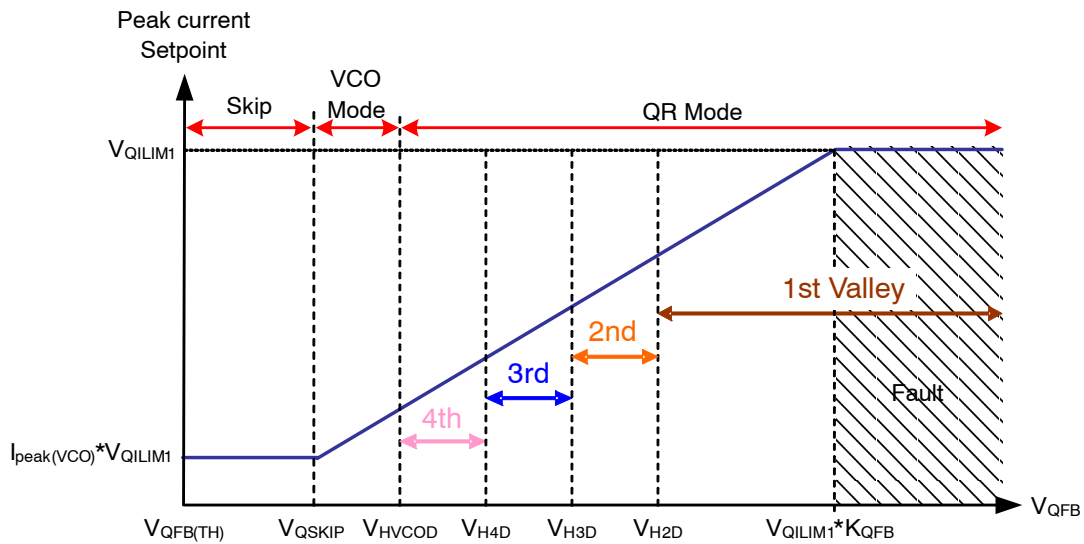 Peak current
Setpoint
Skip
VCO
Mode
QR Mode
VQILIM1
1st Valley
2nd
3rd
4th
Fault
Ipeak(VCO)*VQILIM1
VQFB(TH)
VQSKIP
VHVCOD
VH4D
VH3D
VH2D
VQILIM1*KQFB
VQFB